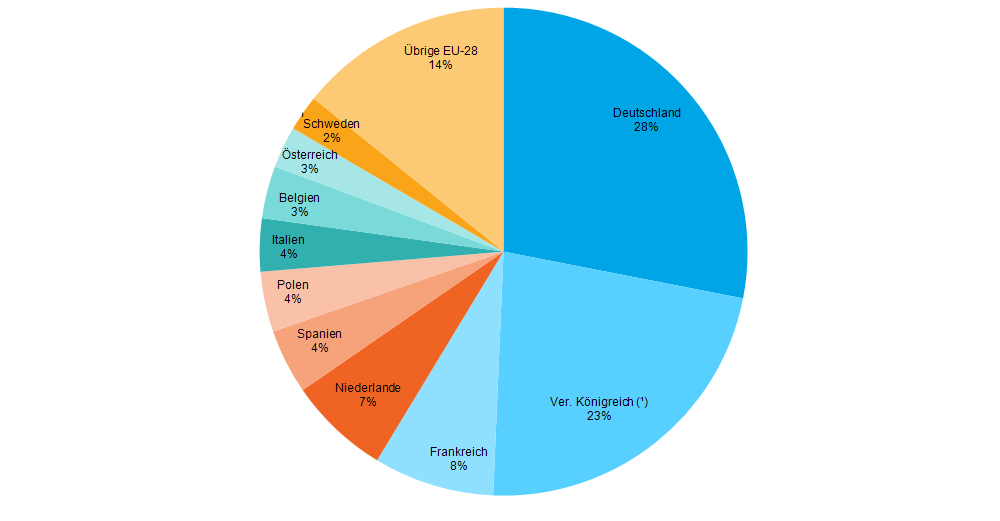 Übrige EU-28
14%
Deutschland
28%
Schweden
2%
Österreich
3%
Belgien
3%
Italien
4%
Polen
4%
Spanien
4%
Niederlande
7%
Frankreich
8%
Ver. Königreich (¹)
23%